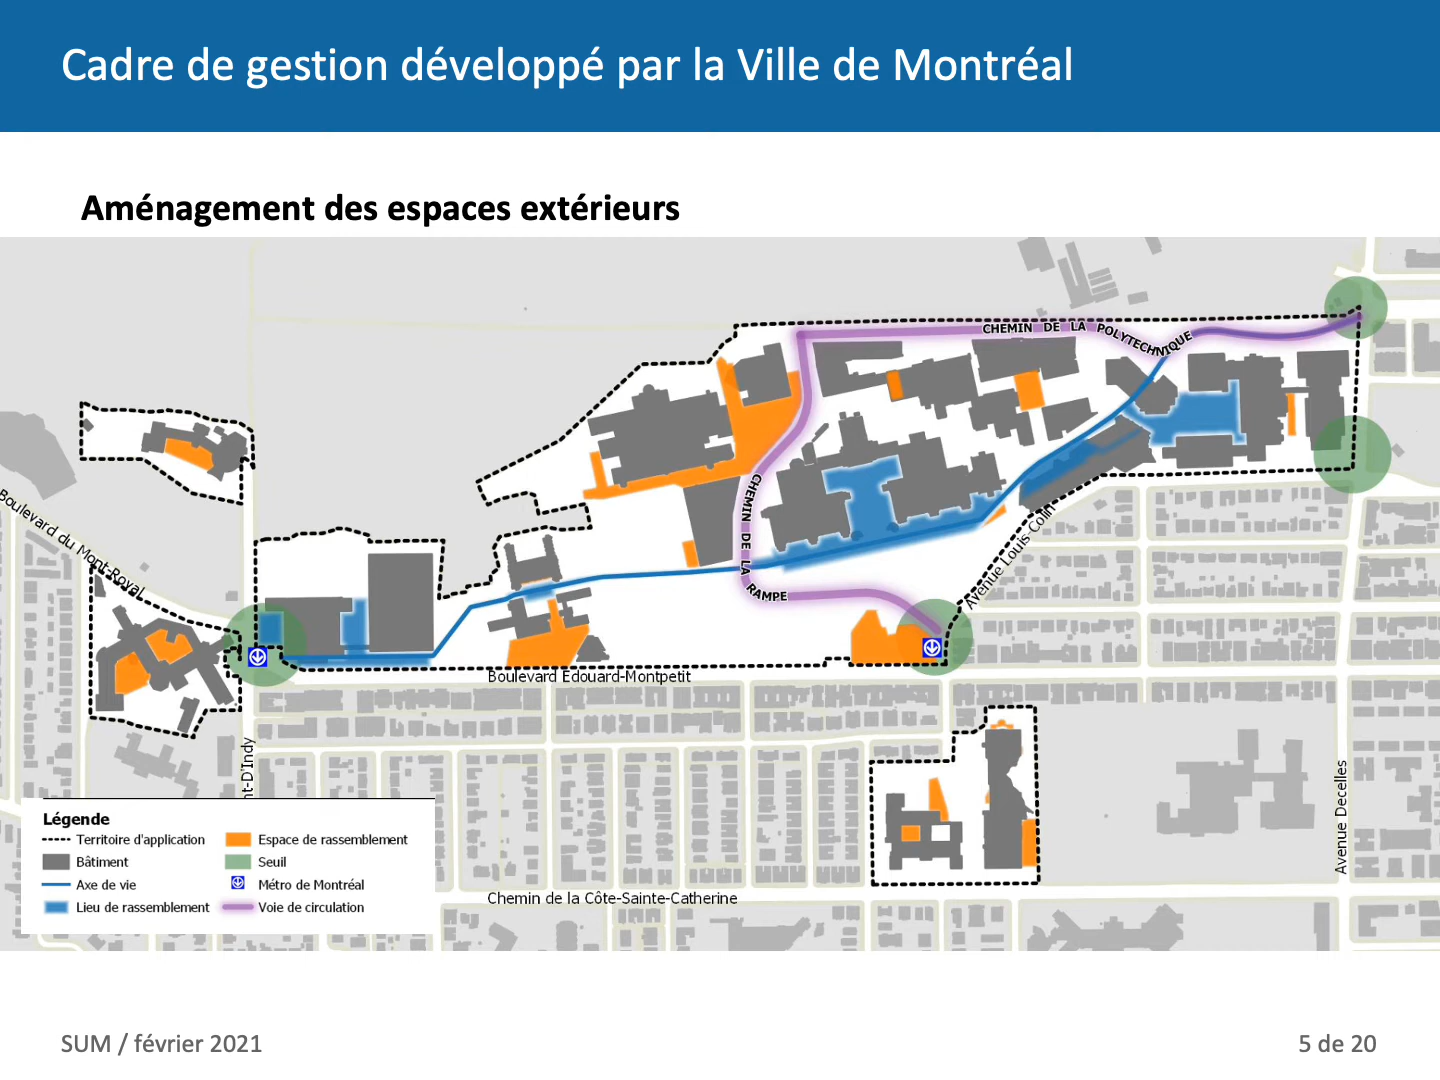 Cadre de gestion développé par la Ville de Montréal
Aménagement des espaces extérieurs
CHEMIN DE LA POLYTECHNIQUE
CHEMIN DE LA RAMPE
Avenue Louis-Colin
Boulevard du Mont-Royal
Boulevard Edouard-Montpetit
nt-D'Indy
Avenue Decelles
Chemin de la Côte-Sainte-Catherine
Légende
Territoire d'application
Bâtiment
Axe de vie
Lieu de rassemblement
Espace de rassemblement
Seuil
Métro de Montréal
Voie de circulation
SUM / février 2021
5 de 20